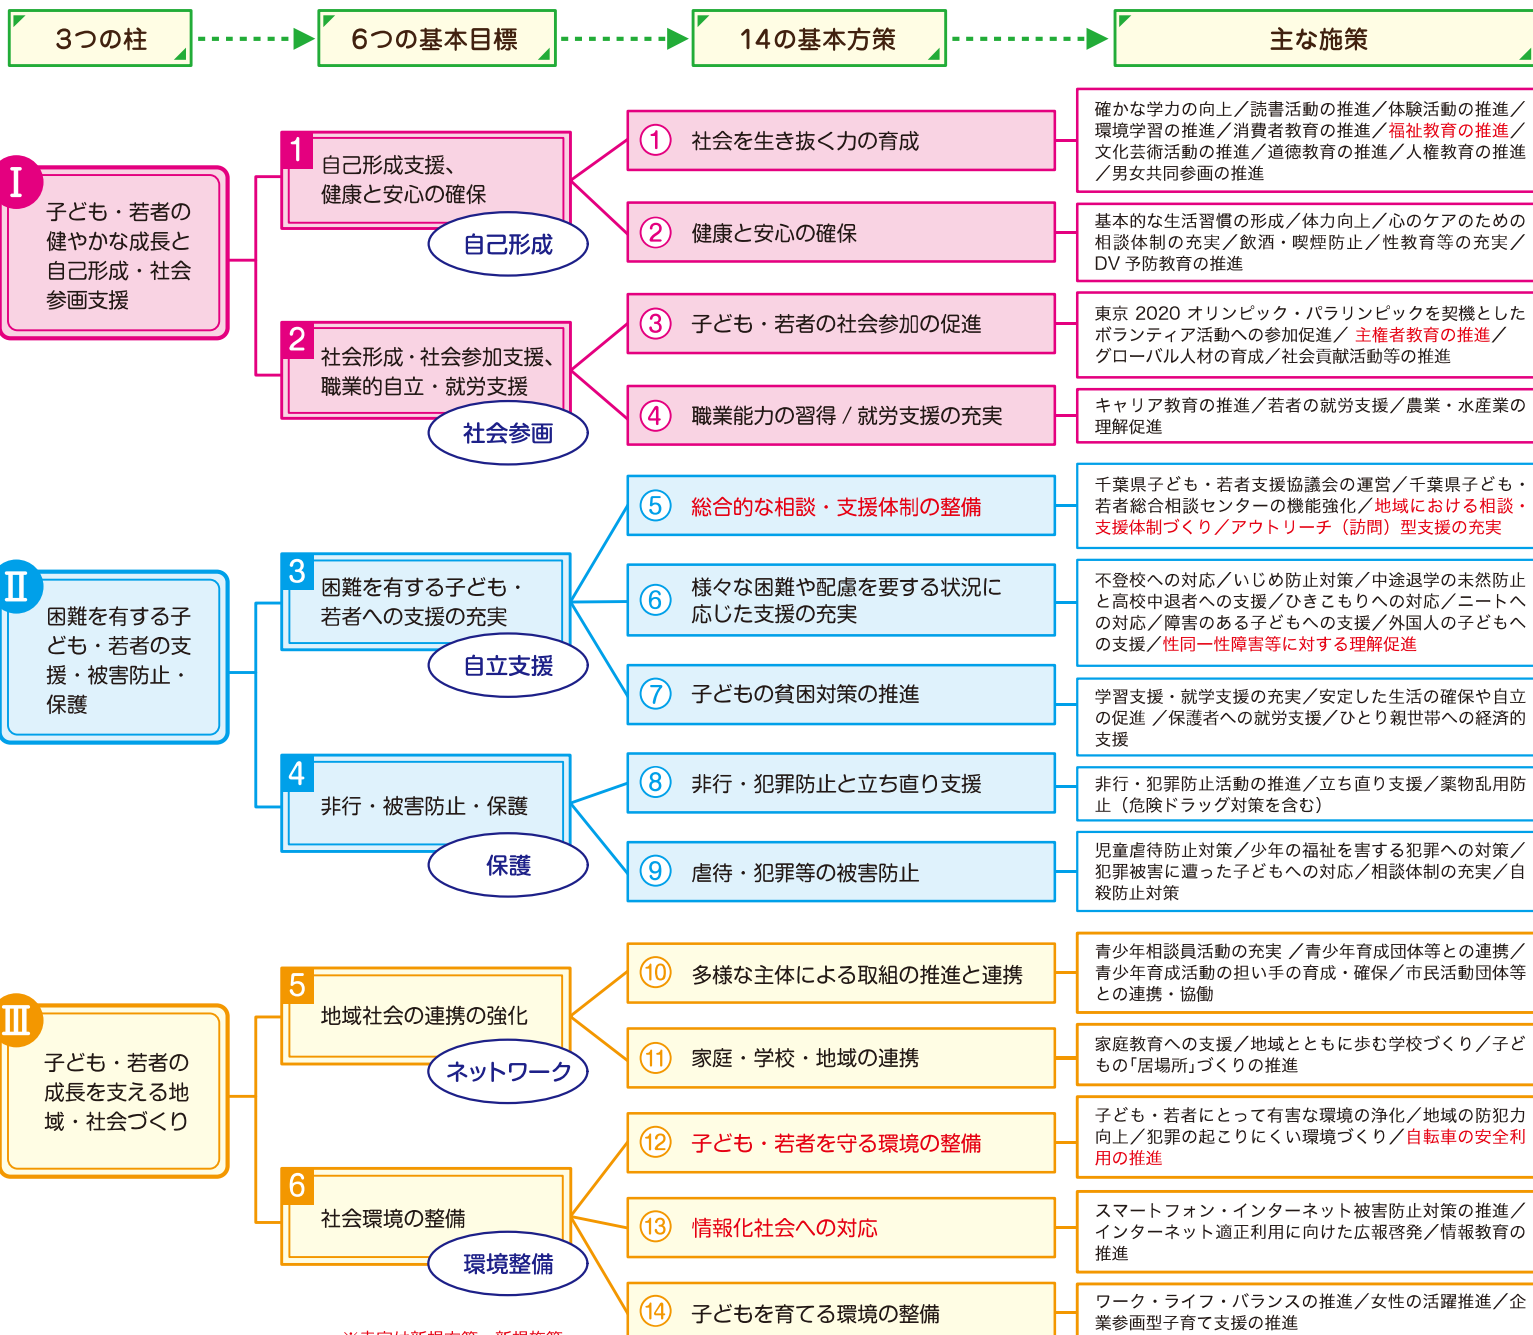 3つの柱
6つの基本目標
14の基本方策
主な施策
I
子ども・若者の
健やかな成長と
自己形成・社会
参画支援
1
自己形成支援、
健康と安心の確保
自己形成
① 社会を生き抜く力の育成
確かな学力の向上／読書活動の推進／体験活動の推進／
環境学習の推進／消費者教育の推進／福祉教育の推進／
文化芸術活動の推進／道徳教育の推進／人権教育の推進
／男女共同参画の推進
② 健康と安心の確保
基本的な生活習慣の形成／体力向上／心のケアのための
相談体制の充実／飲酒・喫煙防止／性教育等の充実／
DV 予防教育の推進
2
社会形成・社会参加支援、
職業的自立・就労支援
社会参画
③ 子ども・若者の社会参加の促進
東京 2020 オリンピック・パラリンピックを契機とした
ボランティア活動への参加促進／ 主権者教育の推進／
グローバル人材の育成／社会貢献活動等の推進
④ 職業能力の習得 / 就労支援の充実
キャリア教育の推進／若者の就労支援／農業・水産業の
理解促進
II
困難を有する子
ども・若者の支
援・被害防止・
保護
3
困難を有する子ども・
若者への支援の充実
自立支援
⑤ 総合的な相談・支援体制の整備
千葉県子ども・若者支援協議会の運営／千葉県子ども・
若者総合相談センターの機能強化／地域における相談・
支援体制づくり／アウトリーチ（訪問）型支援の充実
⑥ 様々な困難や配慮を要する状況に
応じた支援の充実
不登校への対応／いじめ防止対策／中途退学の未然防止
と高校中退者への支援／ひきこもりへの対応／ニートへ
の対応／障害のある子どもへの支援／外国人の子どもへ
の支援／性同一性障害等に対する理解促進
⑦ 子どもの貧困対策の推進
学習支援・就学支援の充実／安定した生活の確保や自立
の促進 ／保護者への就労支援／ひとり親世帯への経済的
支援
4
非行・被害防止・保護
保護
⑧ 非行・犯罪防止と立ち直り支援
非行・犯罪防止活動の推進／立ち直り支援／薬物乱用防
止（危険ドラッグ対策を含む）
⑨ 虐待・犯罪等の被害防止
児童虐待防止対策／少年の福祉を害する犯罪への対策／
犯罪被害に遭った子どもへの対応／相談体制の充実／自
殺防止対策
III
子ども・若者の
成長を支える地
域・社会づくり
5
地域社会の連携の強化
ネットワーク
⑩ 多様な主体による取組の推進と連携
青少年相談員活動の充実 ／青少年育成団体等との連携／
青少年育成活動の担い手の育成・確保／市民活動団体等
との連携・協働
⑪ 家庭・学校・地域の連携
家庭教育への支援／地域とともに歩む学校づくり／子ど
もの「居場所」づくりの推進
6
社会環境の整備
環境整備
⑫ 子ども・若者を守る環境の整備
子ども・若者にとって有害な環境の浄化／地域の防犯力
向上／犯罪の起こりにくい環境づくり／自転車の安全利
用の推進
⑬ 情報化社会への対応
スマートフォン・インターネット被害防止対策の推進／
インターネット適正利用に向けた広報啓発／情報教育の
推進
⑭ 子どもを育てる環境の整備
ワーク・ライフ・バランスの推進／女性の活躍推進／企
業参画型子育て支援の推進